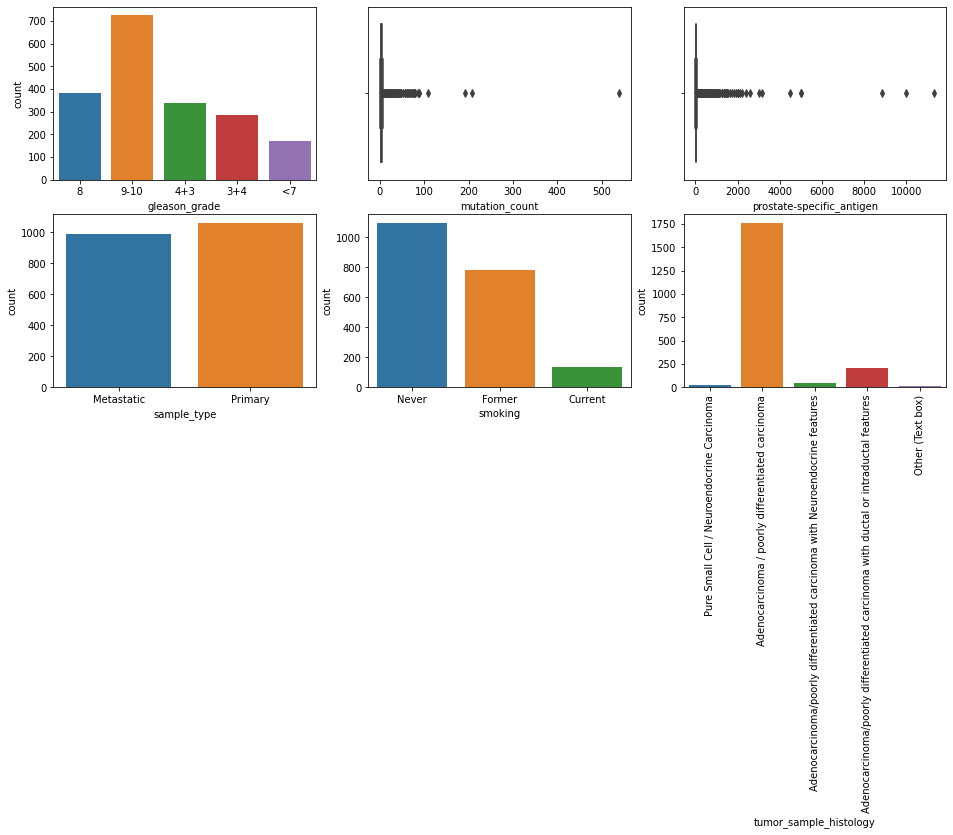 700
600
500
400
300
200
100
0
count
8 9-10 4+3 3+4 <7
gleason_grade
0 100 200 300 400 500
mutation_count
0 2000 4000 6000 8000 10000
prostate-specific_antigen
1000
800
600
400
200
0
count
Metastatic Primary
sample_type
1000
800
600
400
200
0
count
Never Former Current
smoking
1750
1500
1250
1000
750
500
250
0
count
Pure Small Cell / Neuroendocrine Carcinoma
Adenocarcinoma / poorly differentiated carcinoma
Adenocarcinoma/poorly differentiated carcinoma with Neuroendocrine features
Adenocarcinoma/poorly differentiated carcinoma with ductal or intraductal features
Other (Text box)
tumor_sample_histology